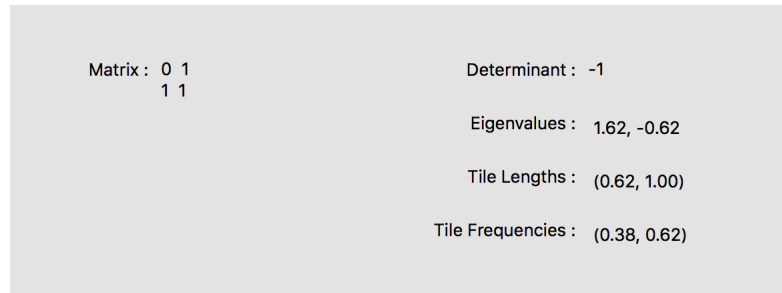 Matrix : 0 1
1 1
Determinant : -1
Eigenvalues : 1.62, -0.62
Tile Lengths : (0.62, 1.00)
Tile Frequencies : (0.38, 0.62)